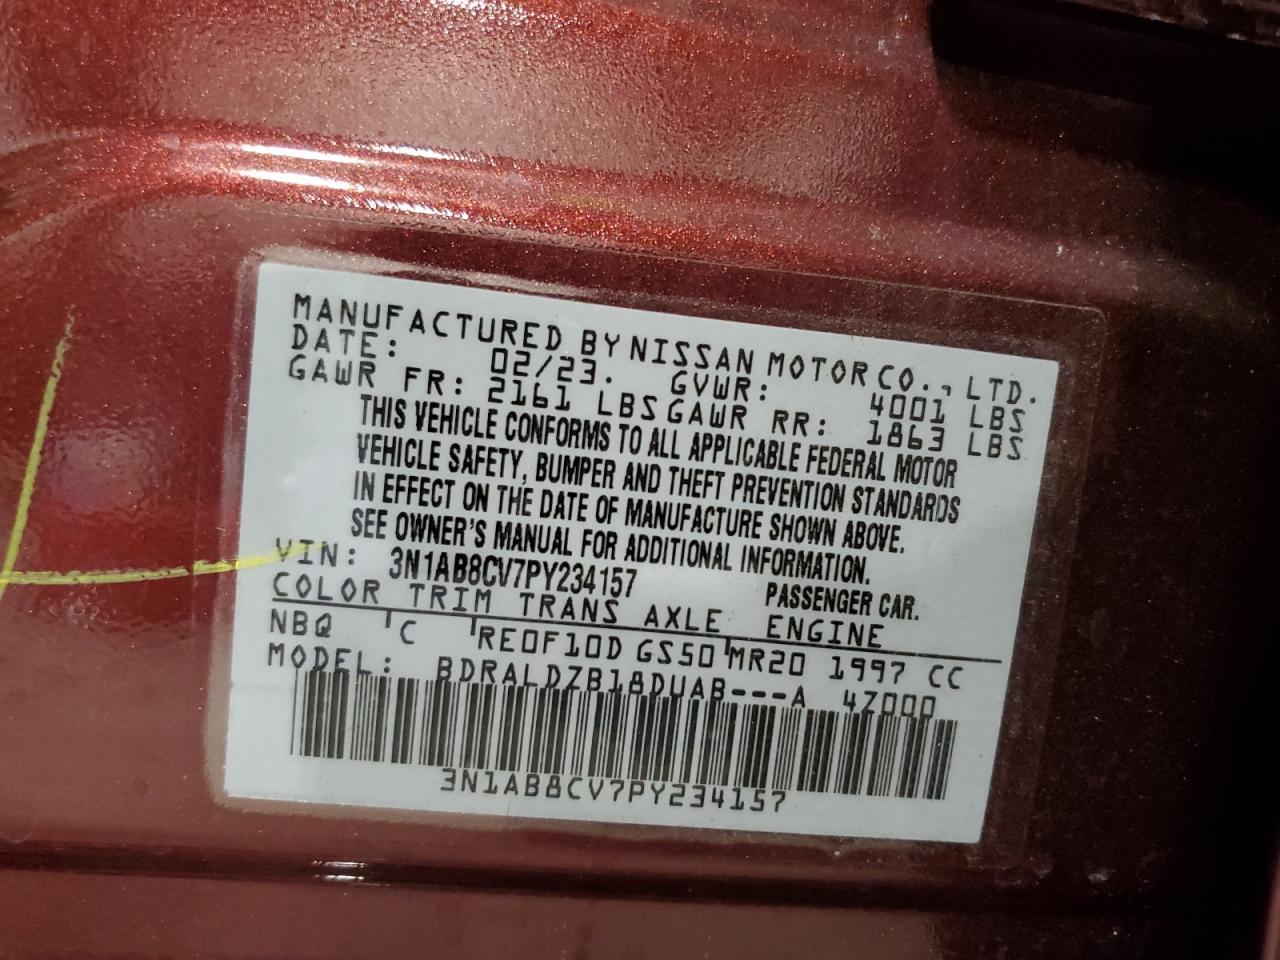 MANUFACTURED BY NISSAN MOTOR CO., LTD.
DATE: 02/23. GVWR: 4001 LBS
GAWR FR: 2161 LBS GAWR RR: 1863 LBS
THIS VEHICLE CONFORMS TO ALL APPLICABLE FEDERAL MOTOR
VEHICLE SAFETY, BUMPER AND THEFT PREVENTION STANDARDS
IN EFFECT ON THE DATE OF MANUFACTURE SHOWN ABOVE.
SEE OWNER'S MANUAL FOR ADDITIONAL INFORMATION.
VIN: 3N1AB8CV7PY234157 PASSENGER CAR.
COLOR TRIM TRANS AXLE ENGINE
NBQ C RE0F10D GS50 MR20 1997 CC
MODEL: BDRALDZB18DUAB---A 4Z000
3N1AB8CV7PY234157